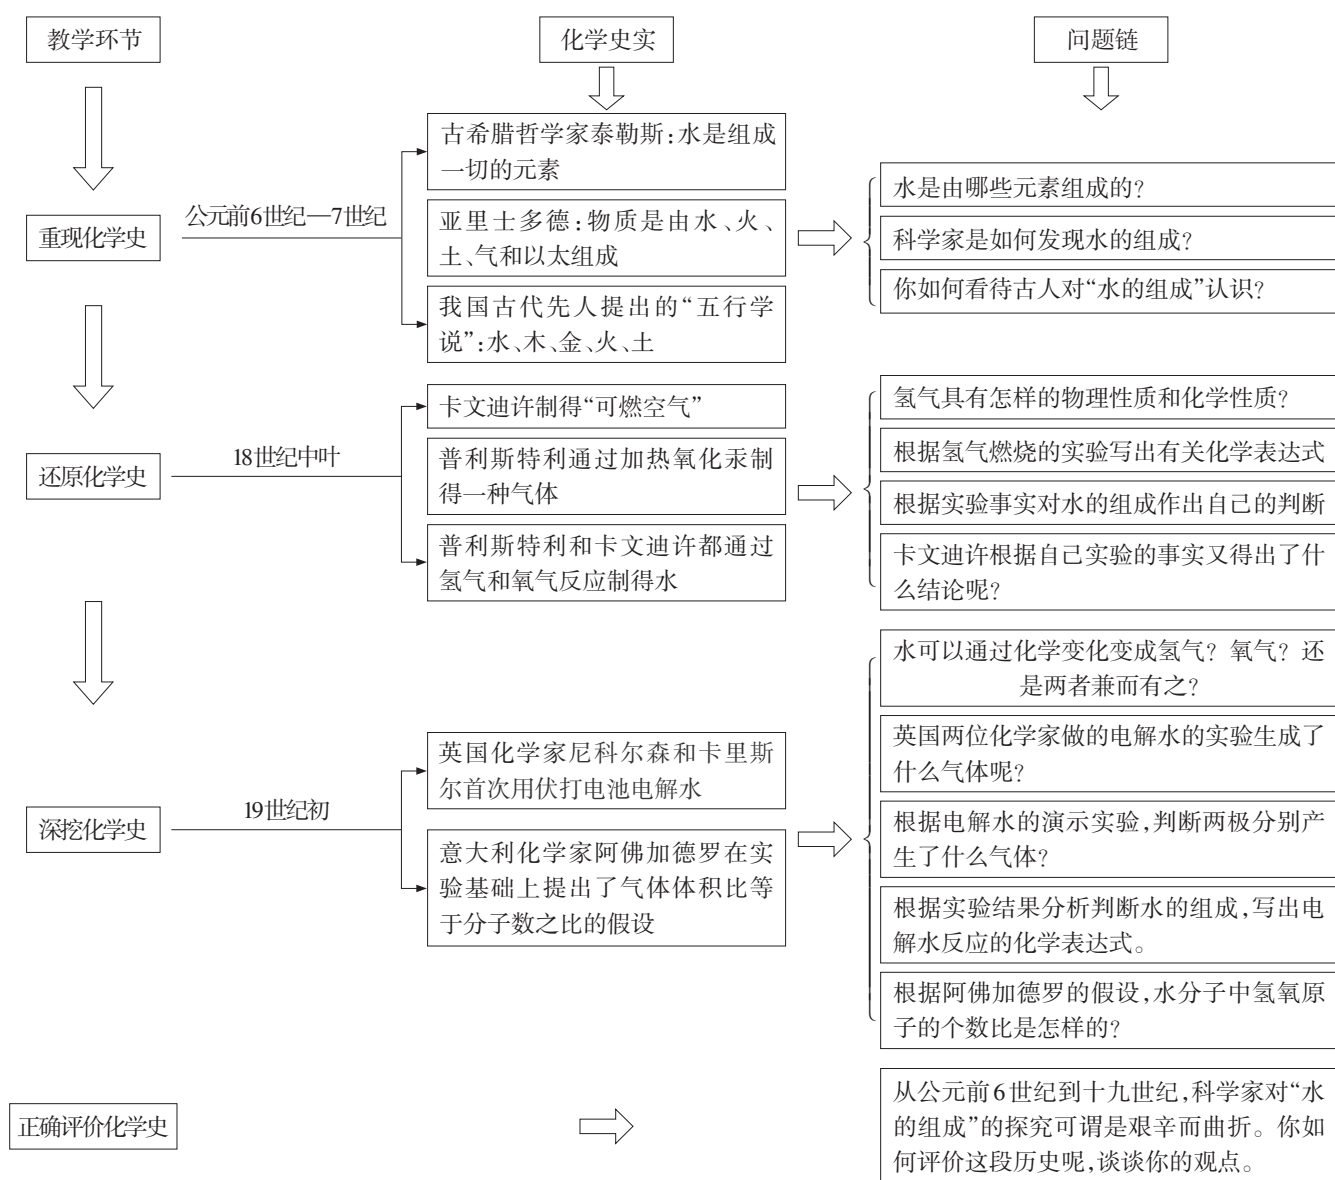 教学环节
化学史实
问题链
古希腊哲学家泰勒斯：水是组成
一切的元素
公元前6世纪—7世纪
重现化学史
亚里士多德：物质是由水、火、
土、气和以太组成
我国古代先人提出的“五行学
说”：水、木、金、火、土
水是由哪些元素组成的？
科学家是如何发现水的组成？
你如何看待古人对“水的组成”认识？
卡文迪许制得“可燃空气”
18世纪中叶
还原化学史
普利斯特利通过加热氧化汞制
得一种气体
普利斯特利和卡文迪许都通过
氢气和氧气反应制得水
氢气具有怎样的物理性质和化学性质？
根据氢气燃烧的实验写出有关化学表达式
根据实验事实对水的组成作出自己的判断
卡文迪许根据自己实验的事实又得出了什
么结论呢？
英国化学家尼科尔森和卡里斯
尔首次用伏打电池电解水
19世纪初
深挖化学史
意大利化学家阿佛加德罗在实
验基础上提出了气体体积比等
于分子数之比的假设
水可以通过化学变化变成氢气？氧气？还
是两者兼而有之？
英国两位化学家做的电解水的实验生成了
什么气体呢？
根据电解水的演示实验，判断两极分别产
生了什么气体？
根据实验结果分析判断水的组成，写出电
解水反应的化学表达式。
根据阿佛加德罗的假设，水分子中氢氧原
子的个数比是怎样的？
正确评价化学史
从公元前6世纪到十九世纪，科学家对“水
的组成”的探究可谓是艰辛而曲折。你如
何评价这段历史呢，谈谈你的观点。